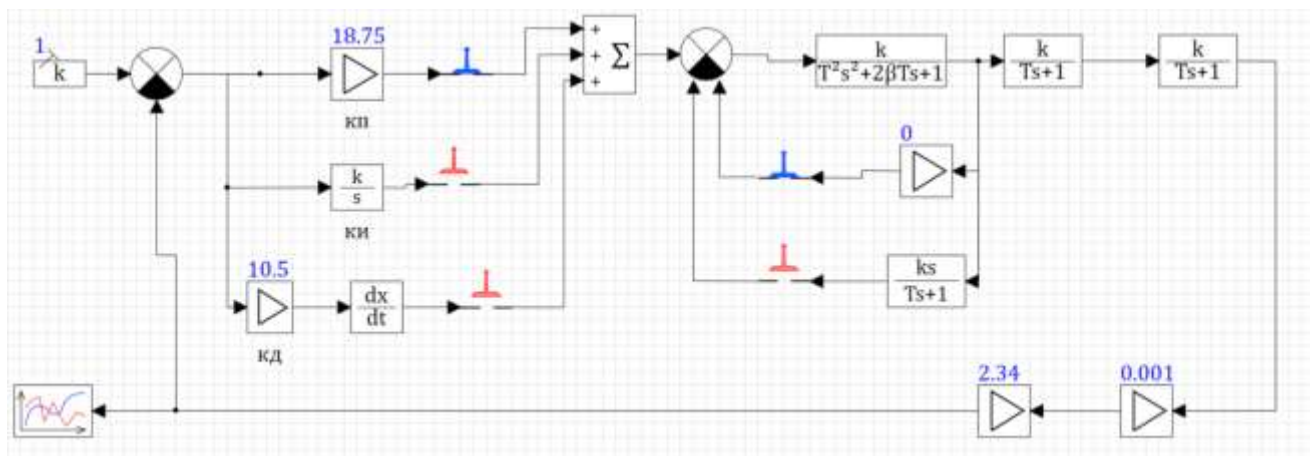 1
k
18.75
кп
k
s
ки
10.5
кд
dx
dt
+
+
+
Σ
k
T²s²+2βTs+1
k
Ts+1
k
Ts+1
0
ks
Ts+1
2.34
0.001